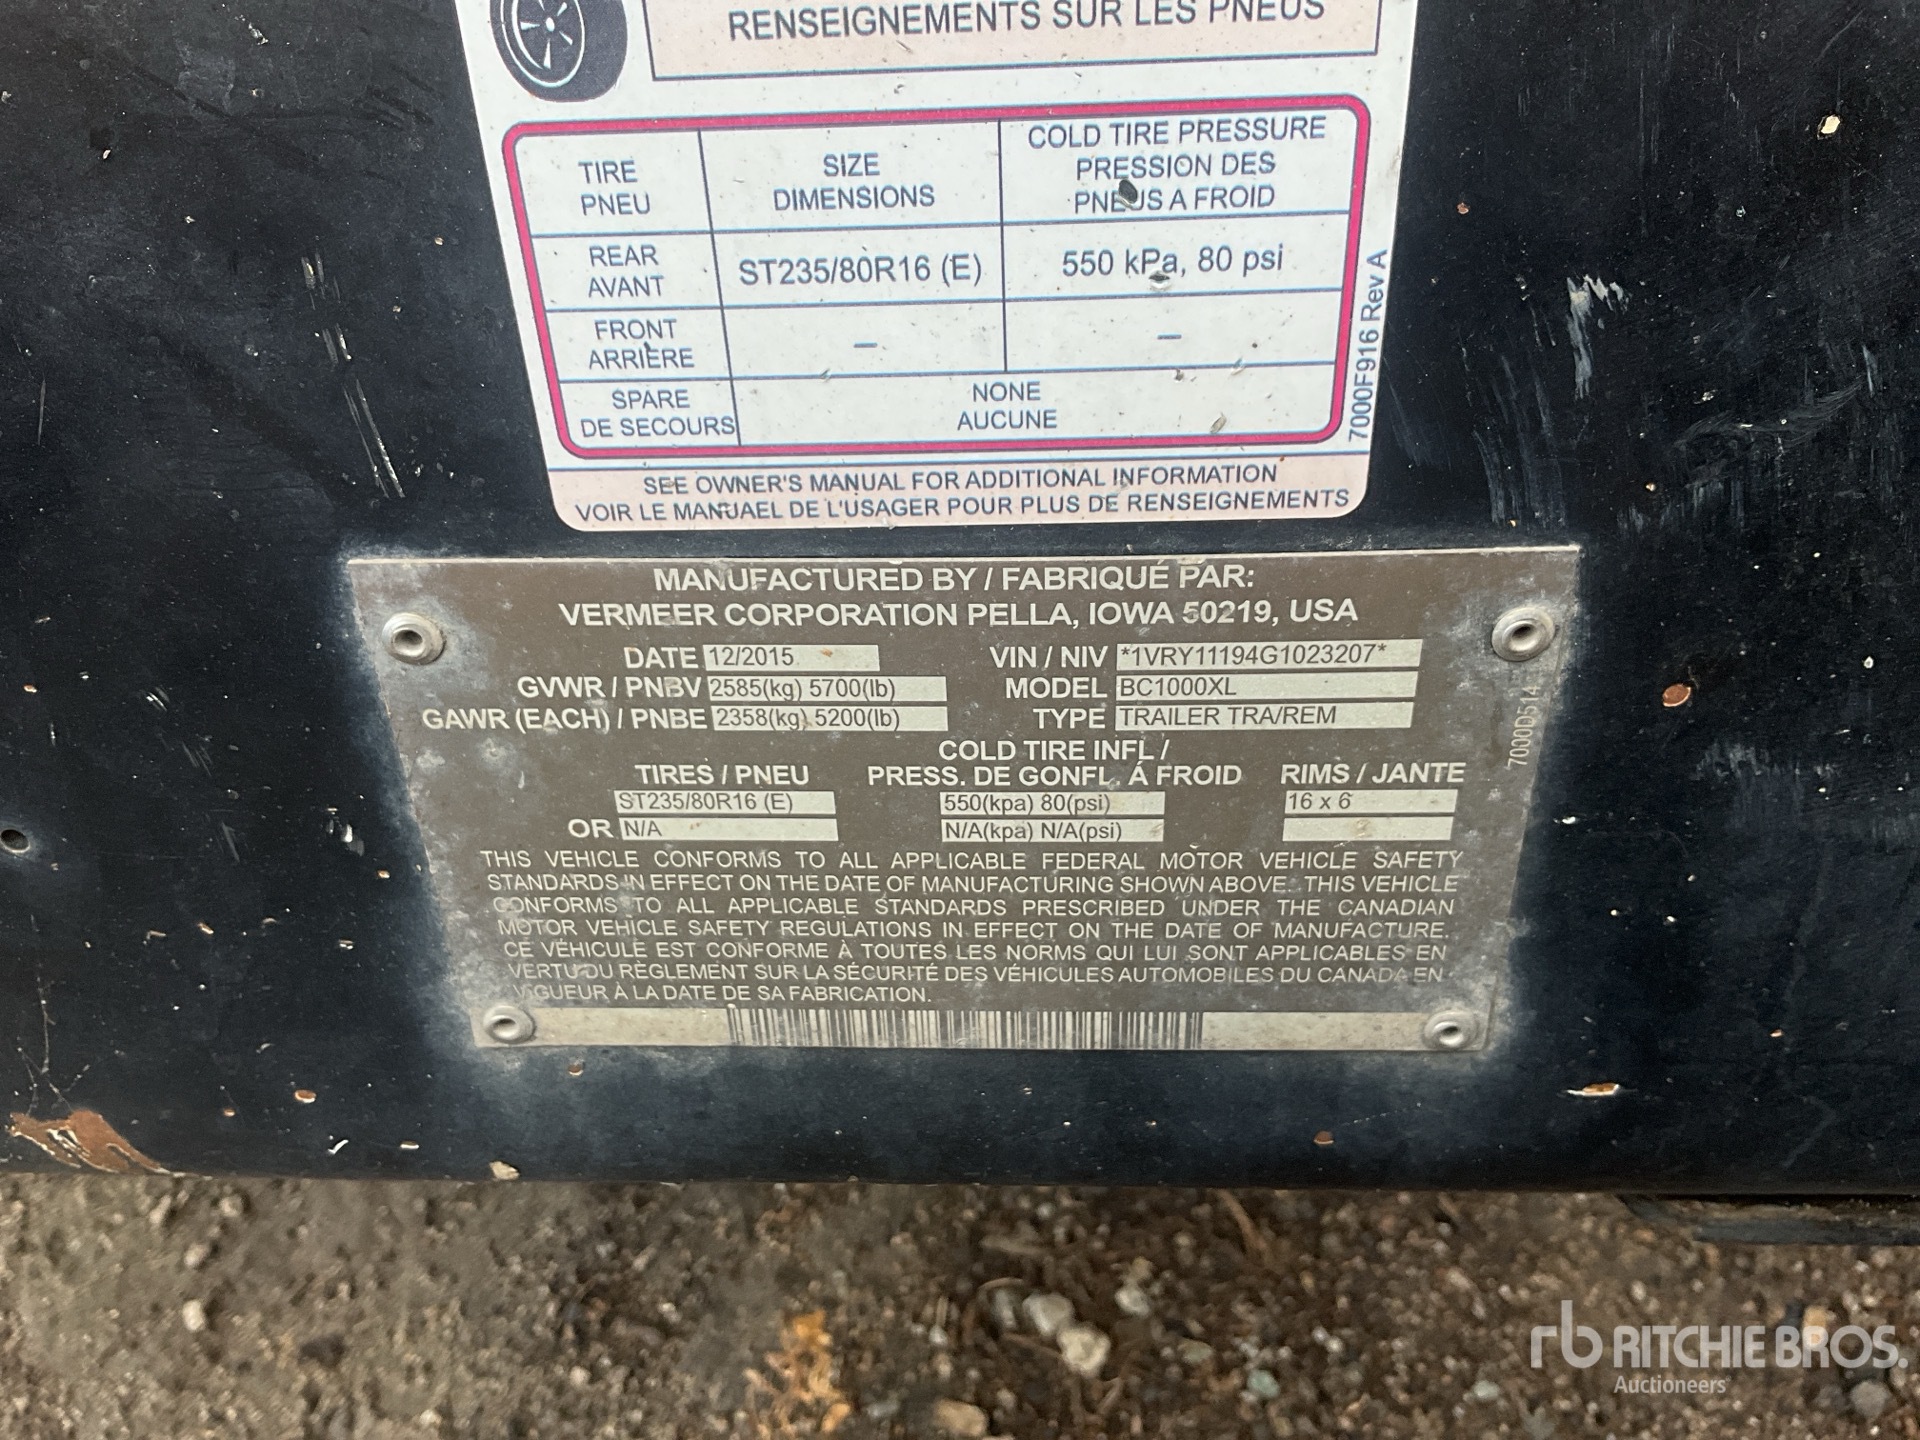 RENSEIGNEMENTS SUR LES PNEUS
TIRE
PNEU
SIZE
DIMENSIONS
COLD TIRE PRESSURE
PRESSION DES
PNEUS A FROID
REAR
AVANT
ST235/80R16 (E)
550 kPa, 80 psi
FRONT
ARRIÈRE
–
–
SPARE
DE SECOURS
NONE
AUCUNE
7000F916 Rev A
SEE OWNER'S MANUAL FOR ADDITIONAL INFORMATION
VOIR LE MANUAEL DE L'USAGER POUR PLUS DE RENSEIGNEMENTS
MANUFACTURED BY / FABRIQUÉ PAR:
VERMEER CORPORATION PELLA, IOWA 50219, USA
DATE 12/2015 VIN / NIV *1VRY11194G1023207*
GVWR / PNBV 2585(kg) 5700(lb) MODEL BC1000XL
GAWR (EACH) / PNBE 2358(kg) 5200(lb) TYPE TRAILER TRA/REM
COLD TIRE INFL /
TIRES / PNEU PRESS. DE GONFL. Á FROID RIMS / JANTE
ST235/80R16 (E) 550(kpa) 80(psi) 16 x 6
OR N/A N/A(kpa) N/A(psi)
7000D514
THIS VEHICLE CONFORMS TO ALL APPLICABLE FEDERAL MOTOR VEHICLE SAFETY
STANDARDS IN EFFECT ON THE DATE OF MANUFACTURING SHOWN ABOVE. THIS VEHICLE
CONFORMS TO ALL APPLICABLE STANDARDS PRESCRIBED UNDER THE CANADIAN
MOTOR VEHICLE SAFETY REGULATIONS IN EFFECT ON THE DATE OF MANUFACTURE.
CE VÉHICULE EST CONFORME À TOUTES LES NORMS QUI LUI SONT APPLICABLES EN
VERTU DU RÈGLEMENT SUR LA SÉCURITÉ DES VÉHICULES AUTOMOBILES DU CANADA EN
VIGUEUR À LA DATE DE SA FABRICATION.
rb RITCHIE BROS.
Auctioneers